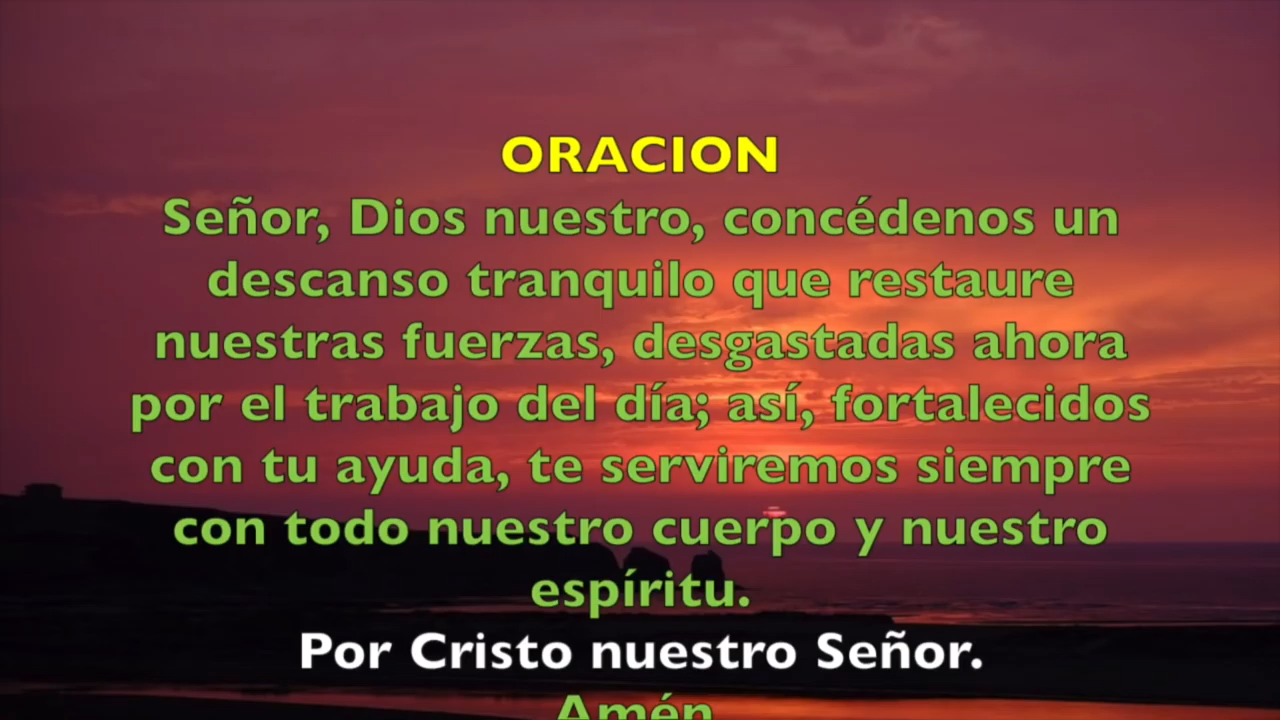 ORACION
Señor, Dios nuestro, concédenos un
descanso tranquilo que restaure
nuestras fuerzas, desgastadas ahora
por el trabajo del día; así, fortalecidos
con tu ayuda, te serviremos siempre
con todo nuestro cuerpo y nuestro
espíritu.
Por Cristo nuestro Señor.
Amén